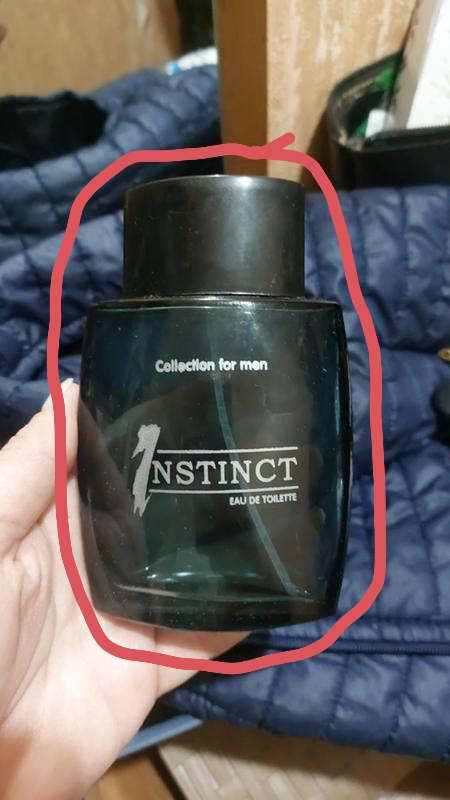 Collection for men
INSTINCT
EAU DE TOILETTE